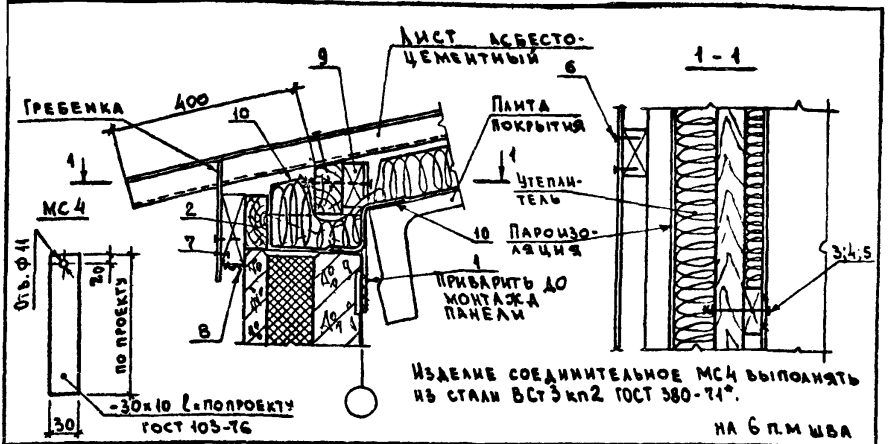 ЛИСТ АСБЕСТО-
ЦЕМЕНТНЫЙ
9
6
1-1
400
ГРЕБЕНКА
10
ПЛИТА
ПОКРЫТИЯ
1
1
МС4
2
УТЕПЛИ-
ТЕЛЬ
7
10 ПАРОИЗО-
ЛЯЦИЯ
3;4;5
ОТВ. Ф11
20
1
ПРИВАРИТЬ ДО
МОНТАЖА
ПАНЕЛИ
ПО ПРОЕКТУ
8
ИЗДЕЛИЕ СОЕДИНИТЕЛЬНОЕ МС4 ВЫПОЛНЯТЬ
ИЗ СТАЛИ ВСт3кп2 ГОСТ 380-71*.
-30×10 ℓ=ПО ПРОЕКТУ
30
ГОСТ 103-76
НА 6 П.М ШВА